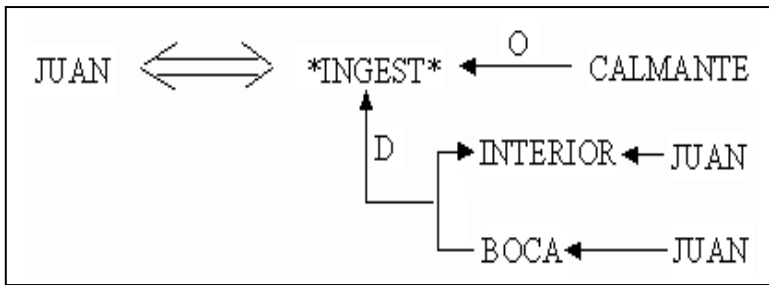 JUAN *INGEST* O CALMANTE
D INTERIOR JUAN
BOCA JUAN